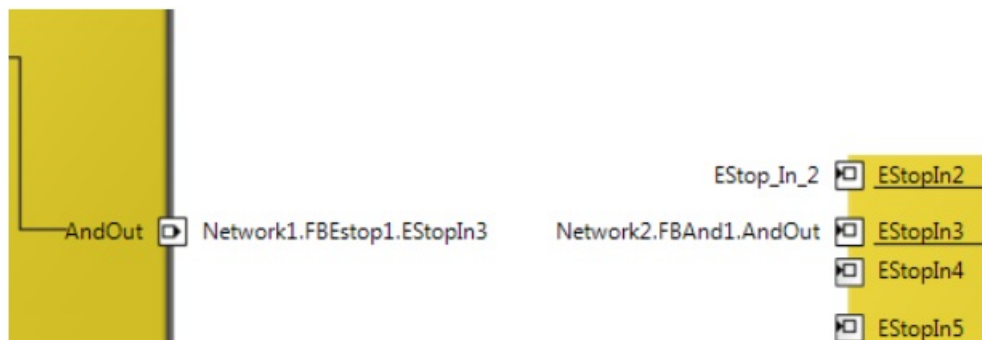 EStop_In_2 EStopIn2
AndOut Network1.FBEstop1.EStopIn3 Network2.FBAnd1.AndOut EStopIn3
EStopIn4
EStopIn5